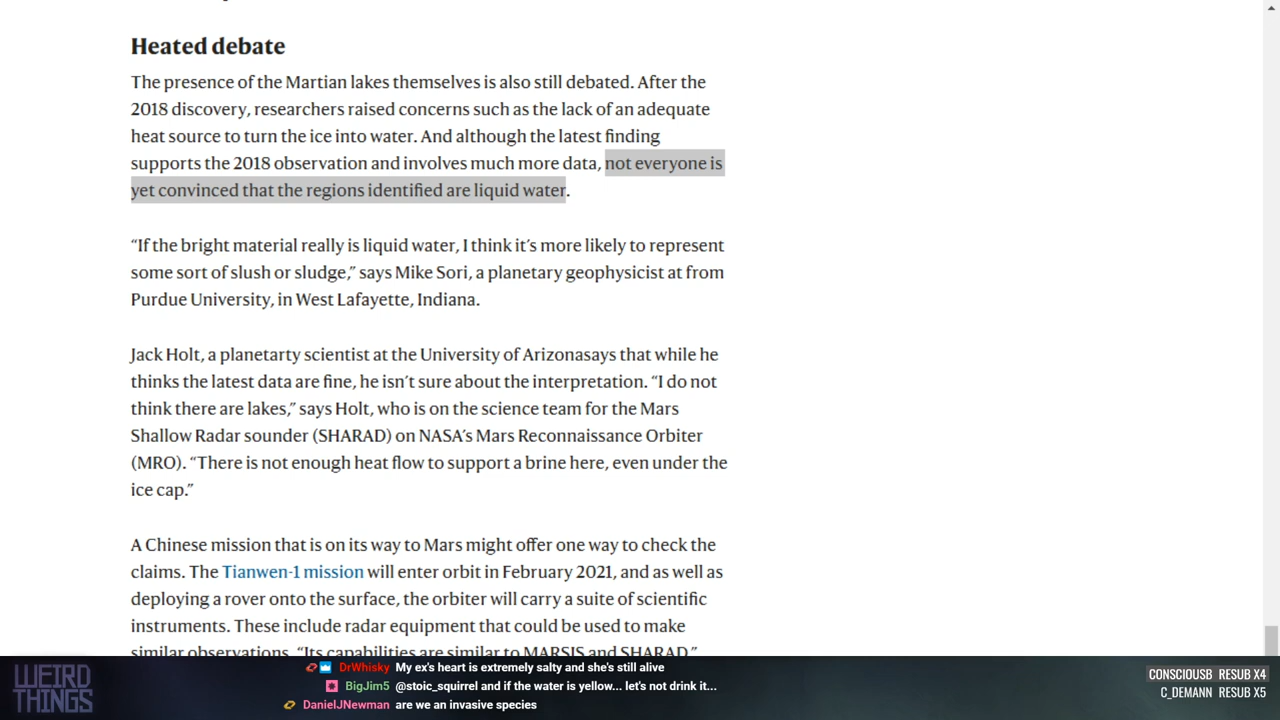 Heated debate
The presence of the Martian lakes themselves is also still debated. After the
2018 discovery, researchers raised concerns such as the lack of an adequate
heat source to turn the ice into water. And although the latest finding
supports the 2018 observation and involves much more data, not everyone is
yet convinced that the regions identified are liquid water.
“If the bright material really is liquid water, I think it’s more likely to represent
some sort of slush or sludge,” says Mike Sori, a planetary geophysicist at from
Purdue University, in West Lafayette, Indiana.
Jack Holt, a planetarty scientist at the University of Arizonasays that while he
thinks the latest data are fine, he isn’t sure about the interpretation. “I do not
think there are lakes,” says Holt, who is on the science team for the Mars
Shallow Radar sounder (SHARAD) on NASA’s Mars Reconnaissance Orbiter
(MRO). “There is not enough heat flow to support a brine here, even under the
ice cap.”
A Chinese mission that is on its way to Mars might offer one way to check the
claims. The Tianwen-1 mission will enter orbit in February 2021, and as well as
deploying a rover onto the surface, the orbiter will carry a suite of scientific
instruments. These include radar equipment that could be used to make
similar observations. “Its capabilities are similar to MARSIS and SHARAD,”
WEIRD
THINGS
DrWhisky My ex's heart is extremely salty and she's still alive
BigJim5 @stoic_squirrel and if the water is yellow... let's not drink it...
DanielJNewman are we an invasive species
CONSCIOUSB RESUB X4
C_DEMANN RESUB X5